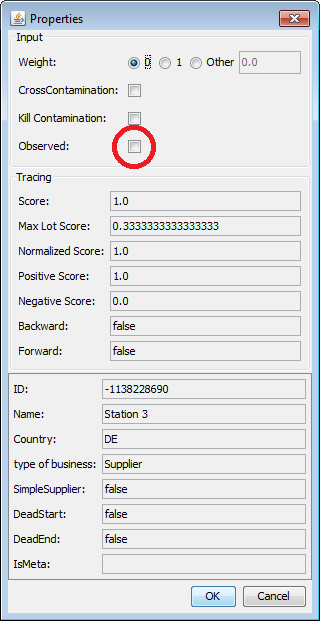 Properties
Input
Weight: 0 1 Other 0.0
CrossContamination:
Kill Contamination:
Observed:
Tracing
Score: 1.0
Max Lot Score: 0.3333333333333333
Normalized Score: 1.0
Positive Score: 1.0
Negative Score: 0.0
Backward: false
Forward: false
ID: -1138228690
Name: Station 3
Country: DE
type of business: Supplier
SimpleSupplier: false
DeadStart: false
DeadEnd: false
IsMeta:
OK Cancel